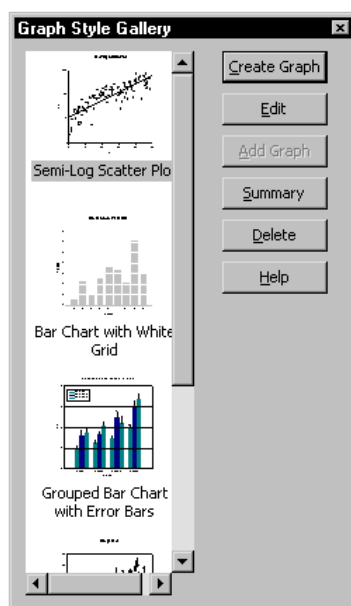 Graph Style Gallery
Semi-Log Scatter Plo
Bar Chart with White
Grid
Grouped Bar Chart
with Error Bars
Create Graph
Edit
Add Graph
Summary
Delete
Help